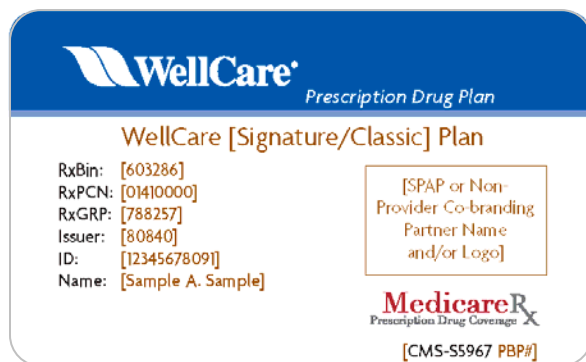 WellCare®
Prescription Drug Plan
WellCare [Signature/Classic] Plan
RxBin: [603286]
RxPCN: [01410000]
RxGRP: [788257]
Issuer: [80840]
ID: [12345678091]
Name: [Sample A. Sample]
[SPAP or Non-
Provider Co-branding
Partner Name
and/or Logo]
MedicareRx
Prescription Drug Coverage
[CMS-S5967 PBP#]